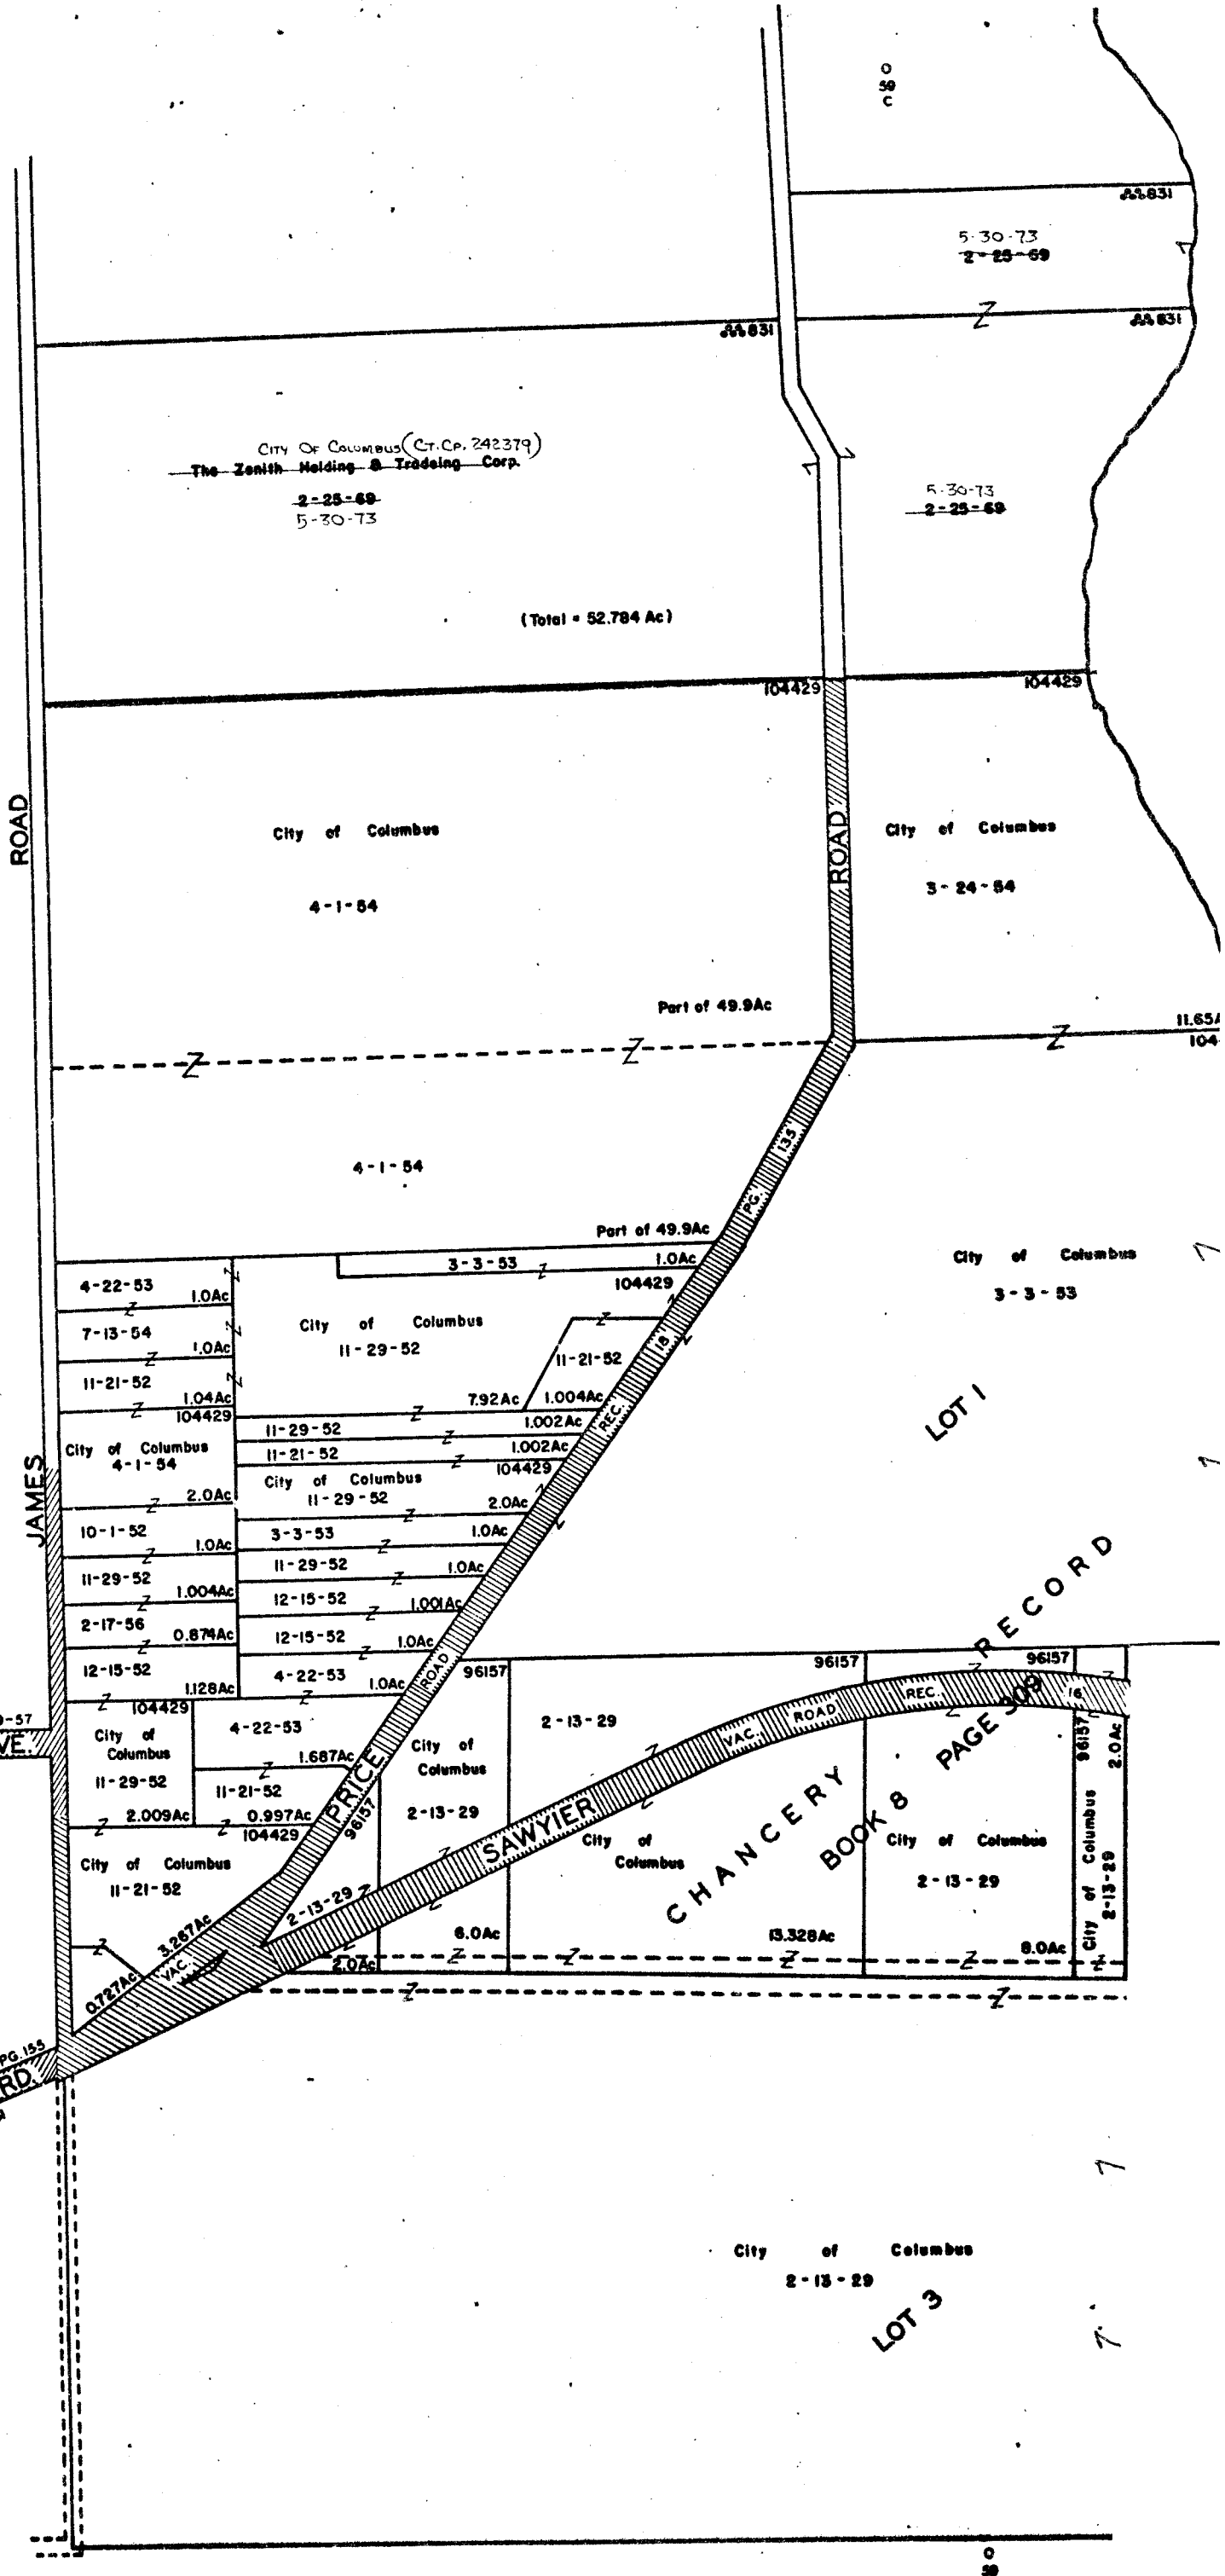 O
59
C
831
5-30-73
2-25-69
831
831
CITY OF COLUMBUS (CT. CP. 242379)
The Zenith Holding & Tradeing Corp.
2-25-69
5-30-73
5-30-73
2-25-69
(Total = 52.784 Ac)
104429
104429
ROAD
City of Columbus
4-1-54
ROAD
City of Columbus
3-24-54
Part of 49.9Ac
11.65A
104
4-1-54
PG. 135
Part of 49.9Ac
3-3-53
1.0Ac
104429
City of Columbus
3-3-53
4-22-53
1.0Ac
7-13-54
1.0Ac
11-21-52
1.04Ac
104429
City of Columbus
11-29-52
7.92Ac
11-21-52
1.004Ac
REC. 18
LOT 1
11-29-52
1.002Ac
11-21-52
1.002Ac
104429
City of Columbus
4-1-54
2.0Ac
City of Columbus
11-29-52
2.0Ac
JAMES
10-1-52
1.0Ac
3-3-53
1.0Ac
11-29-52
1.004Ac
11-29-52
1.0Ac
2-17-56
0.874Ac
12-15-52
1.001Ac
12-15-52
1.0Ac
12-15-52
1.128Ac
4-22-53
1.0Ac
104429
ROAD
96157
96157
96157
9-57
VE.
City of
Columbus
11-29-52
2.009Ac
4-22-53
1.687Ac
11-21-52
0.997Ac
104429
PRICE
96157
City of
Columbus
2-13-29
6.0Ac
2-13-29
SAWYIER
VAC.
ROAD
REC.
16
City of
Columbus
13.328Ac
CHANCERY RECORD
BOOK 8 PAGE 309
City of Columbus
2-13-29
8.0Ac
96157
2.0Ac
City of Columbus
2-13-29
City of Columbus
11-21-52
3.267Ac
VAC.
0.727Ac
2-13-29
2.0Ac
PG. 155
RD.
City of Columbus
2-13-29
LOT 3
O
59